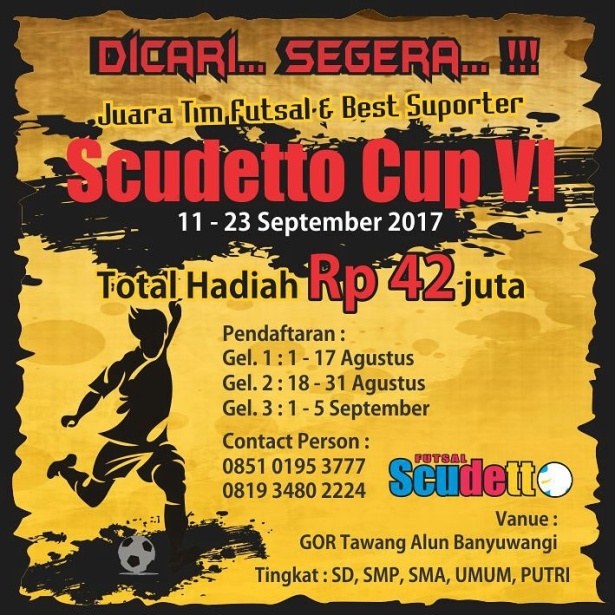 DICARI... SEGERA... !!!
Juara Tim Futsal & Best Suporter
Scudetto Cup VI
11 - 23 September 2017
Total Hadiah Rp 42 juta
Pendaftaran :
Gel. 1 : 1 - 17 Agustus
Gel. 2 : 18 - 31 Agustus
Gel. 3 : 1 - 5 September
Contact Person :
0851 0195 3777
0819 3480 2224
FUTSAL
Scudetto
Vanue :
GOR Tawang Alun Banyuwangi
Tingkat : SD, SMP, SMA, UMUM, PUTRI